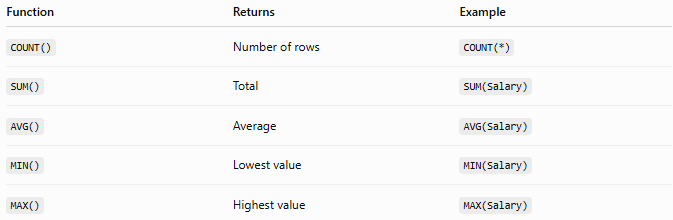 Function Returns Example
COUNT() Number of rows COUNT(*)
SUM() Total SUM(Salary)
AVG() Average AVG(Salary)
MIN() Lowest value MIN(Salary)
MAX() Highest value MAX(Salary)